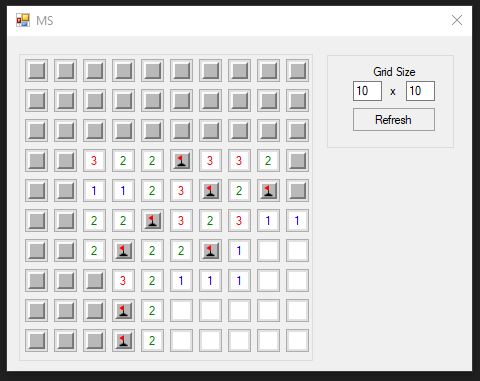 MS
Grid Size
10 x 10
Refresh
3 2 2 3 3 2
1 1 2 3 2
2 2 3 2 3 1 1
2 2 2 1
3 2 1 1 1
2
2